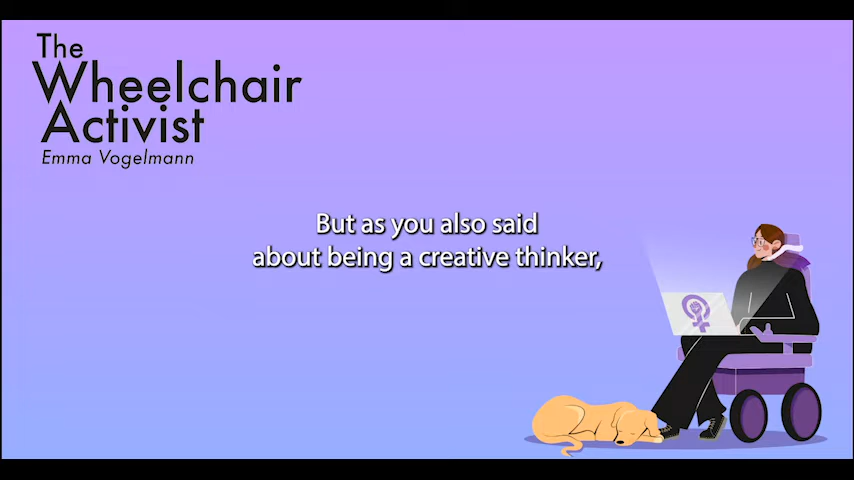 The
Wheelchair
Activist
Emma Vogelmann
But as you also said
about being a creative thinker,